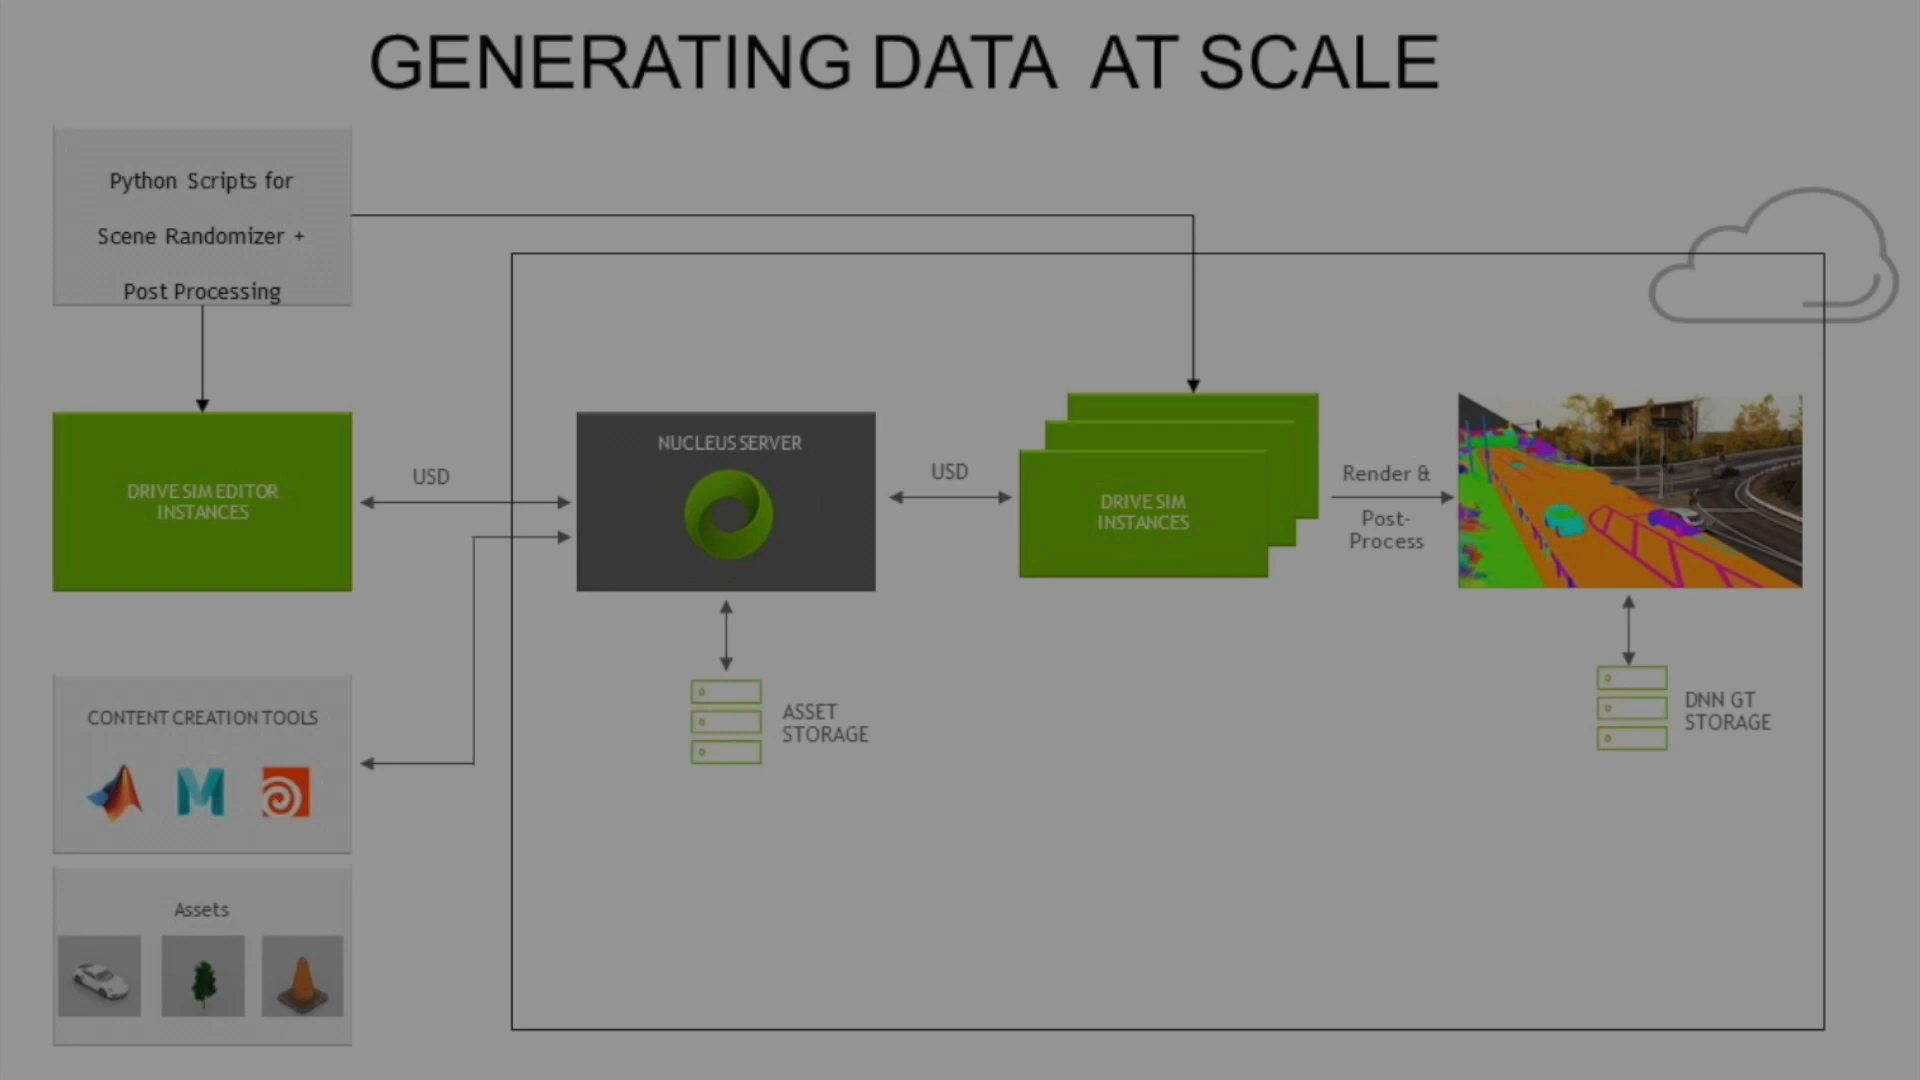 GENERATING DATA AT SCALE
Python Scripts for
Scene Randomizer +
Post Processing
DRIVE SIM EDITOR
INSTANCES
USD
NUCLEUS SERVER
USD
DRIVE SIM
INSTANCES
Render &
Post-
Process
CONTENT CREATION TOOLS
ASSET
STORAGE
DNN GT
STORAGE
Assets